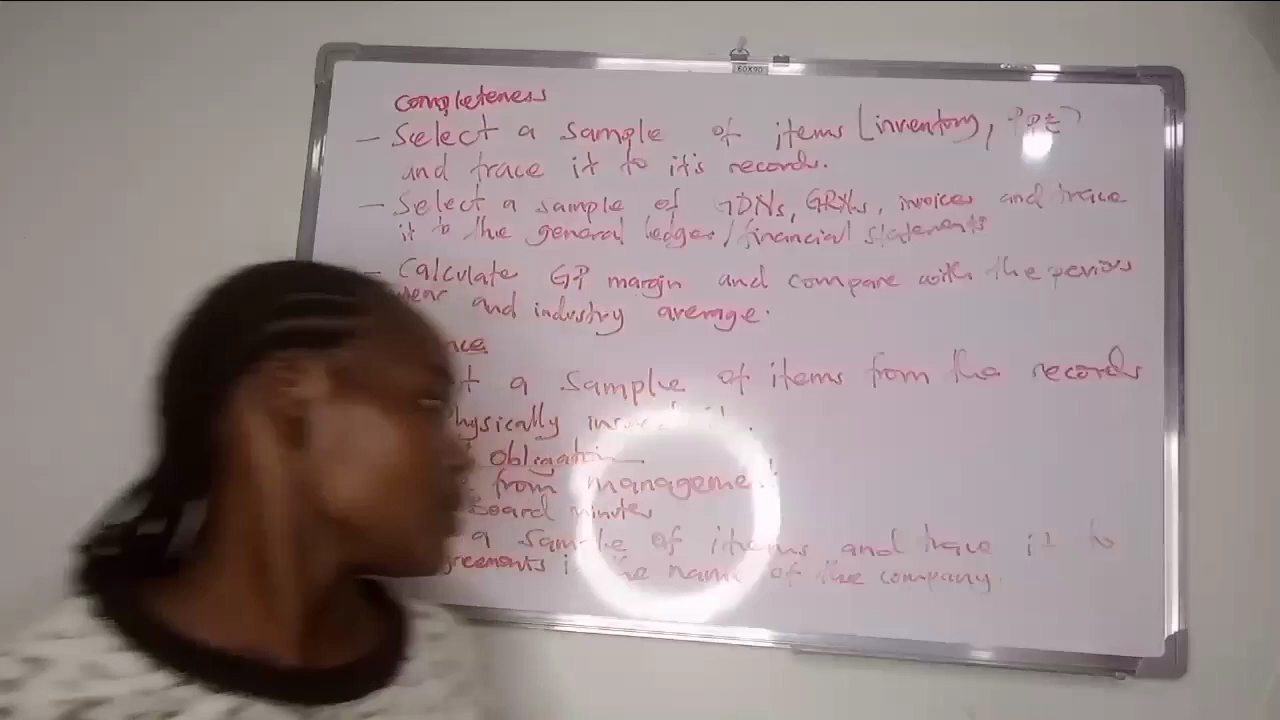 60x90
Completeness
- Select a sample of items (inventory, PPE)
and trace it to it's records.
- Select a sample of GDNs, GRNs, invoices and trace
it to the general ledger/financial statements
- Calculate GP margin and compare with the
year and industry average.
a sample of items from the records
physically
obligation
from management
Board minutes
a sample of items and trace it to
the name of the company.